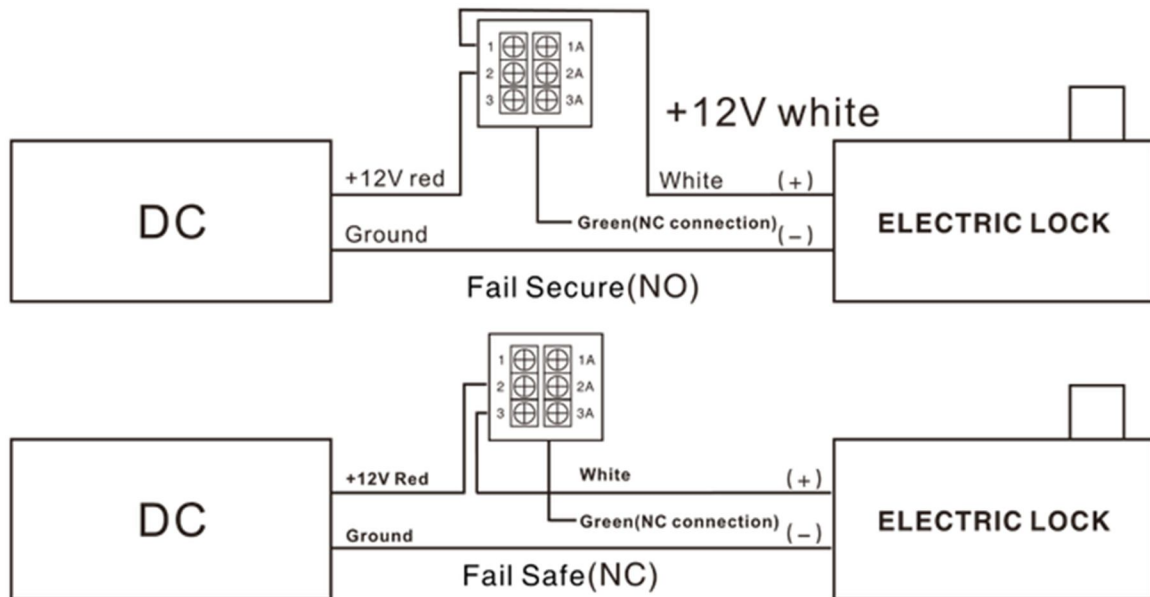 1 1A
2 2A
3 3A
+12V white
+12V red
White (+)
DC
Green(NC connection) (-)
ELECTRIC LOCK
Ground
Fail Secure(NO)
1 1A
2 2A
3 3A
+12V Red
White (+)
DC
Green(NC connection) (-)
ELECTRIC LOCK
Ground
Fail Safe(NC)